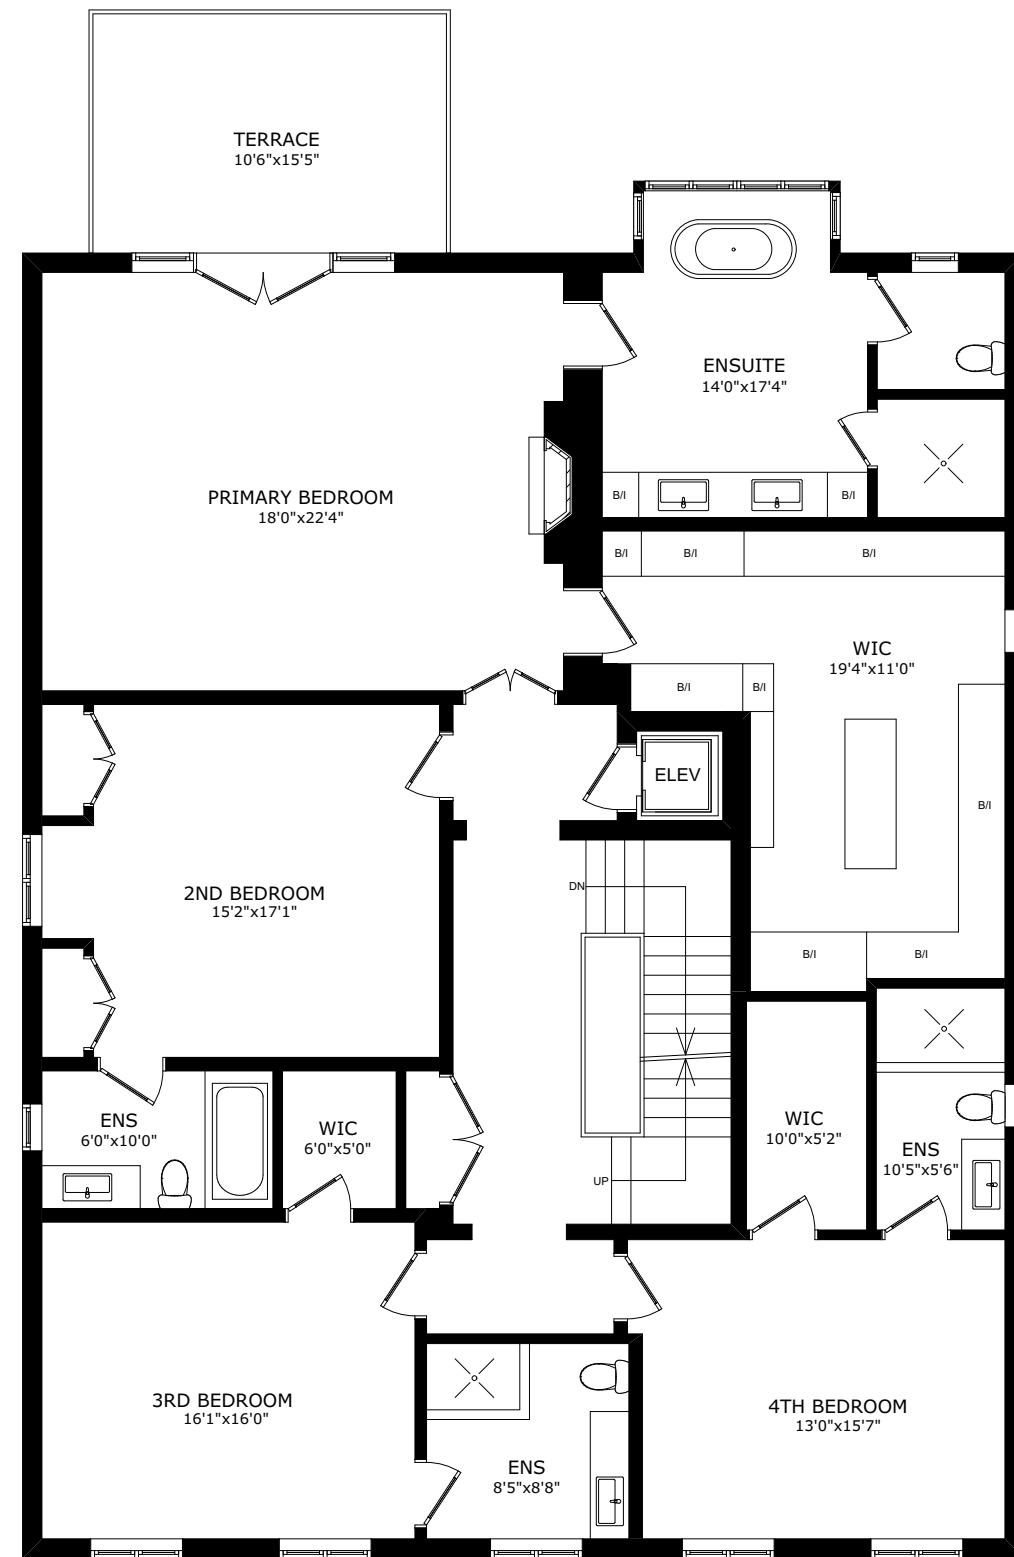 TERRACE
10'6"x15'5"
ENSUITE
14'0"x17'4"
PRIMARY BEDROOM
18'0"x22'4"
B/I
B/I
B/I
B/I
B/I
WIC
19'4"x11'0"
B/I
B/I
ELEV
B/I
2ND BEDROOM
15'2"x17'1"
DN
B/I
B/I
ENS
6'0"x10'0"
WIC
6'0"x5'0"
WIC
10'0"x5'2"
ENS
10'5"x5'6"
UP
3RD BEDROOM
16'1"x16'0"
4TH BEDROOM
13'0"x15'7"
ENS
8'5"x8'8"